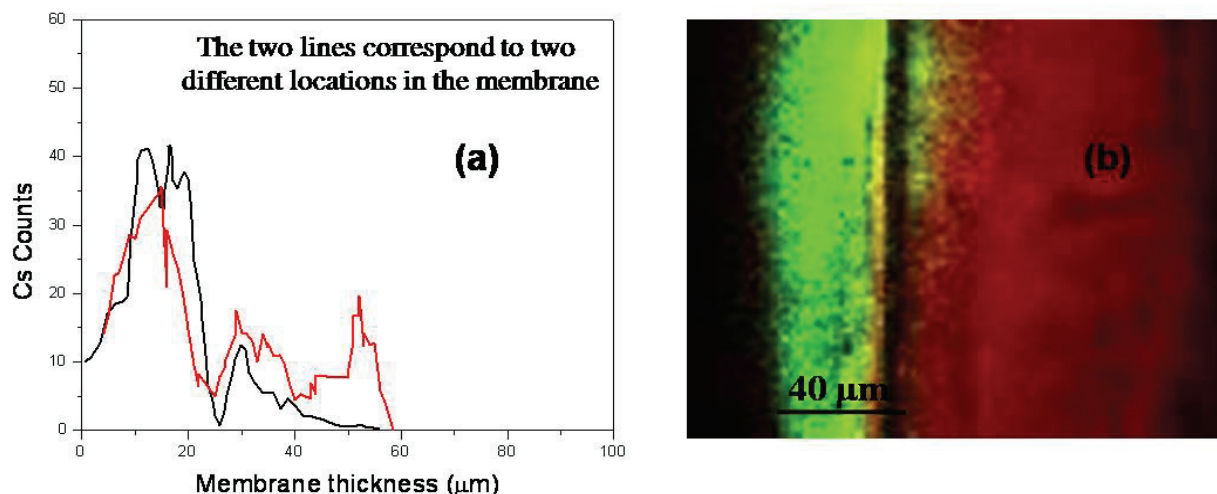 60
50
40
30
20
10
0
0 20 40 60 80 100
Cs Counts
Membrane thickness (μm)
The two lines correspond to two
different locations in the membrane
(a)
(b)
40 μm